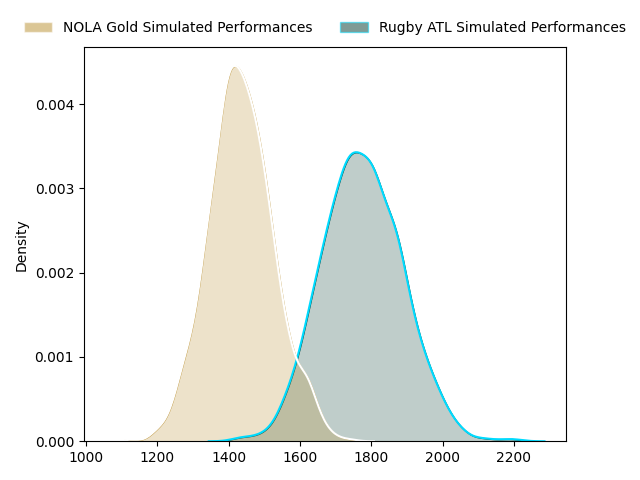 NOLA Gold Simulated Performances
Rugby ATL Simulated Performances
Density
0.004
0.003
0.002
0.001
0.000
1000 1200 1400 1600 1800 2000 2200